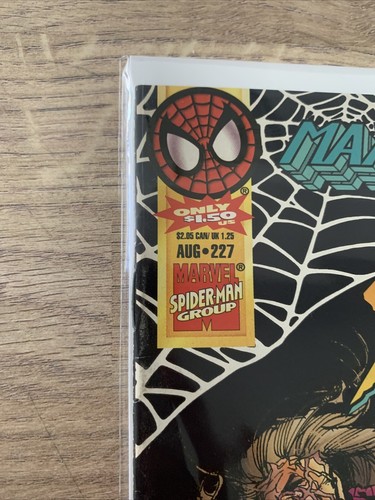 ONLY
$1.50
US
$2.05 CAN/ UK 1.25
AUG•227
MARVEL®
SPIDER-MAN
GROUP
M
®